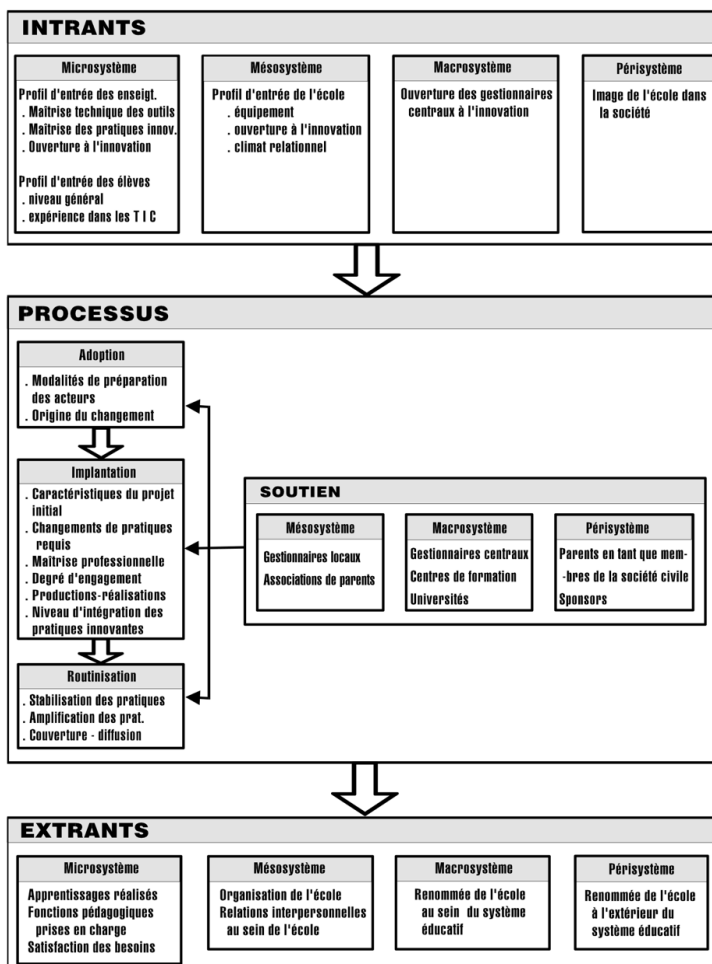 INTRANTS
Microsystème
Profil d'entrée des enseigt.
. Maîtrise technique des outils
. Maîtrise des pratiques innov.
. Ouverture à l'innovation
Profil d'entrée des élèves
. niveau général
. expérience dans les T I C
Mésosystème
Profil d'entrée de l'école
. équipement
. ouverture à l'innovation
. climat relationnel
Macrosystème
Ouverture des gestionnaires
centraux à l'innovation
Périsystème
Image de l'école dans
la société
PROCESSUS
Adoption
. Modalités de préparation
des acteurs
. Origine du changement
Implantation
. Caractéristiques du projet
initial
. Changements de pratiques
requis
. Maîtrise professionnelle
. Degré d'engagement
. Productions-réalisations
. Niveau d'intégration des
pratiques innovantes
Routinisation
. Stabilisation des pratiques
. Amplification des prat.
. Couverture - diffusion
SOUTIEN
Mésosystème
Gestionnaires locaux
Associations de parents
Macrosystème
Gestionnaires centraux
Centres de formation
Universités
Périsystème
Parents en tant que mem-
-bres de la société civile
Sponsors
EXTRANTS
Microsystème
Apprentissages réalisés
Fonctions pédagogiques
prises en charge
Satisfaction des besoins
Mésosystème
Organisation de l'école
Relations interpersonnelles
au sein de l'école
Macrosystème
Renommée de l'école
au sein du système
éducatif
Périsystème
Renommée de l'école
à l'extérieur du
système éducatif